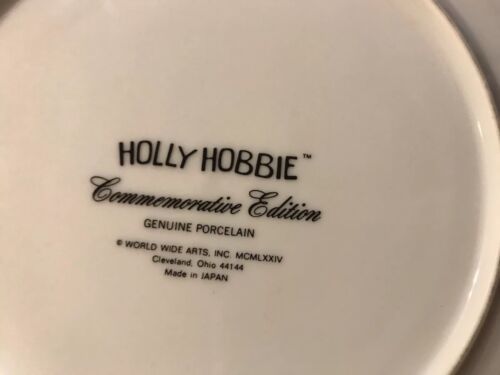 HOLLY HOBBIE™
Commemorative Edition
GENUINE PORCELAIN
© WORLD WIDE ARTS, INC. MCMLXXIV
Cleveland, Ohio 44144
Made in JAPAN